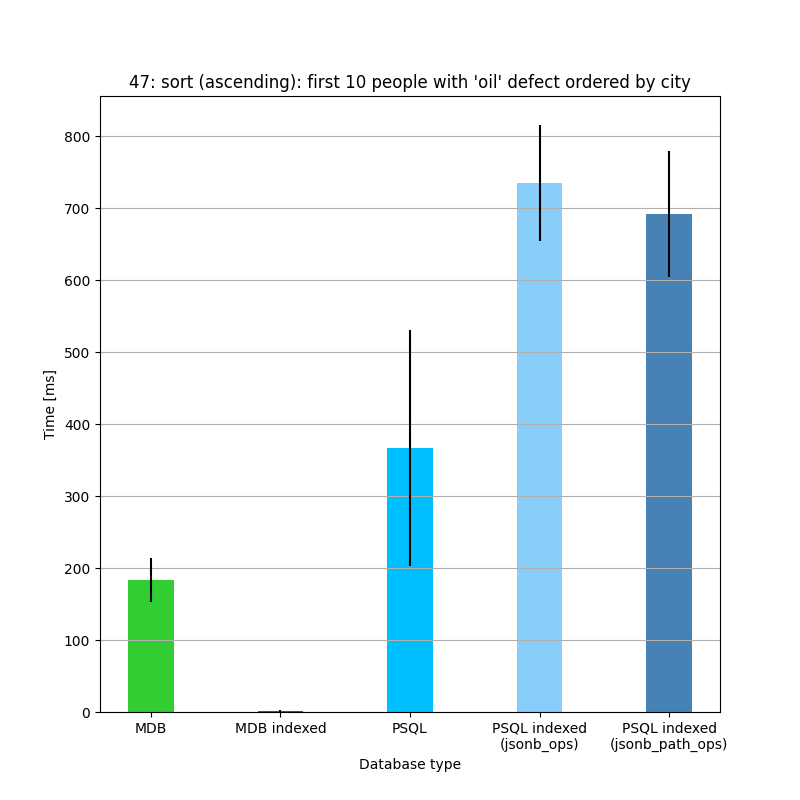 47: sort (ascending): first 10 people with 'oil' defect ordered by city
800
700
600
500
400
300
200
100
0
Time [ms]
MDB
MDB indexed
PSQL
PSQL indexed
(jsonb_ops)
PSQL indexed
(jsonb_path_ops)
Database type